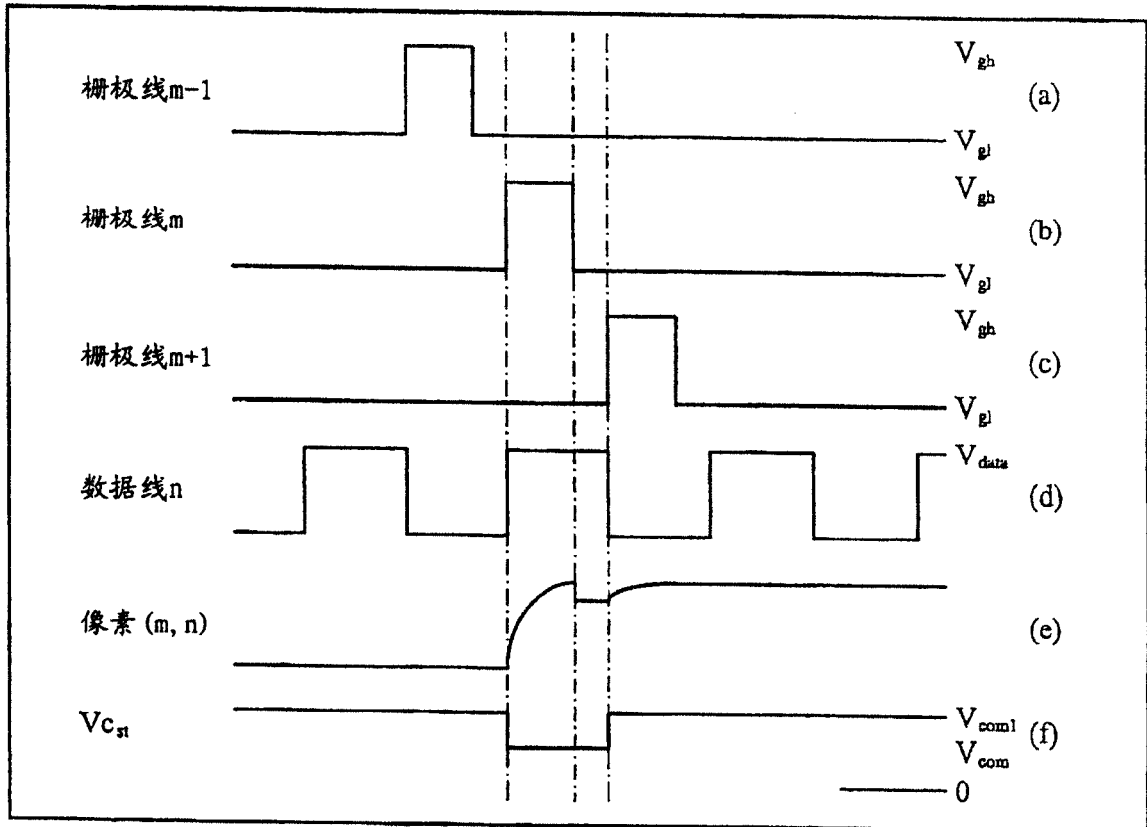 栅极线m-1 V_gh (a)
V_gl
栅极线m V_gh (b)
V_gl
栅极线m+1 V_gh (c)
V_gl
数据线n V_data (d)
像素(m,n) (e)
Vc_st V_com1 (f)
V_com
0